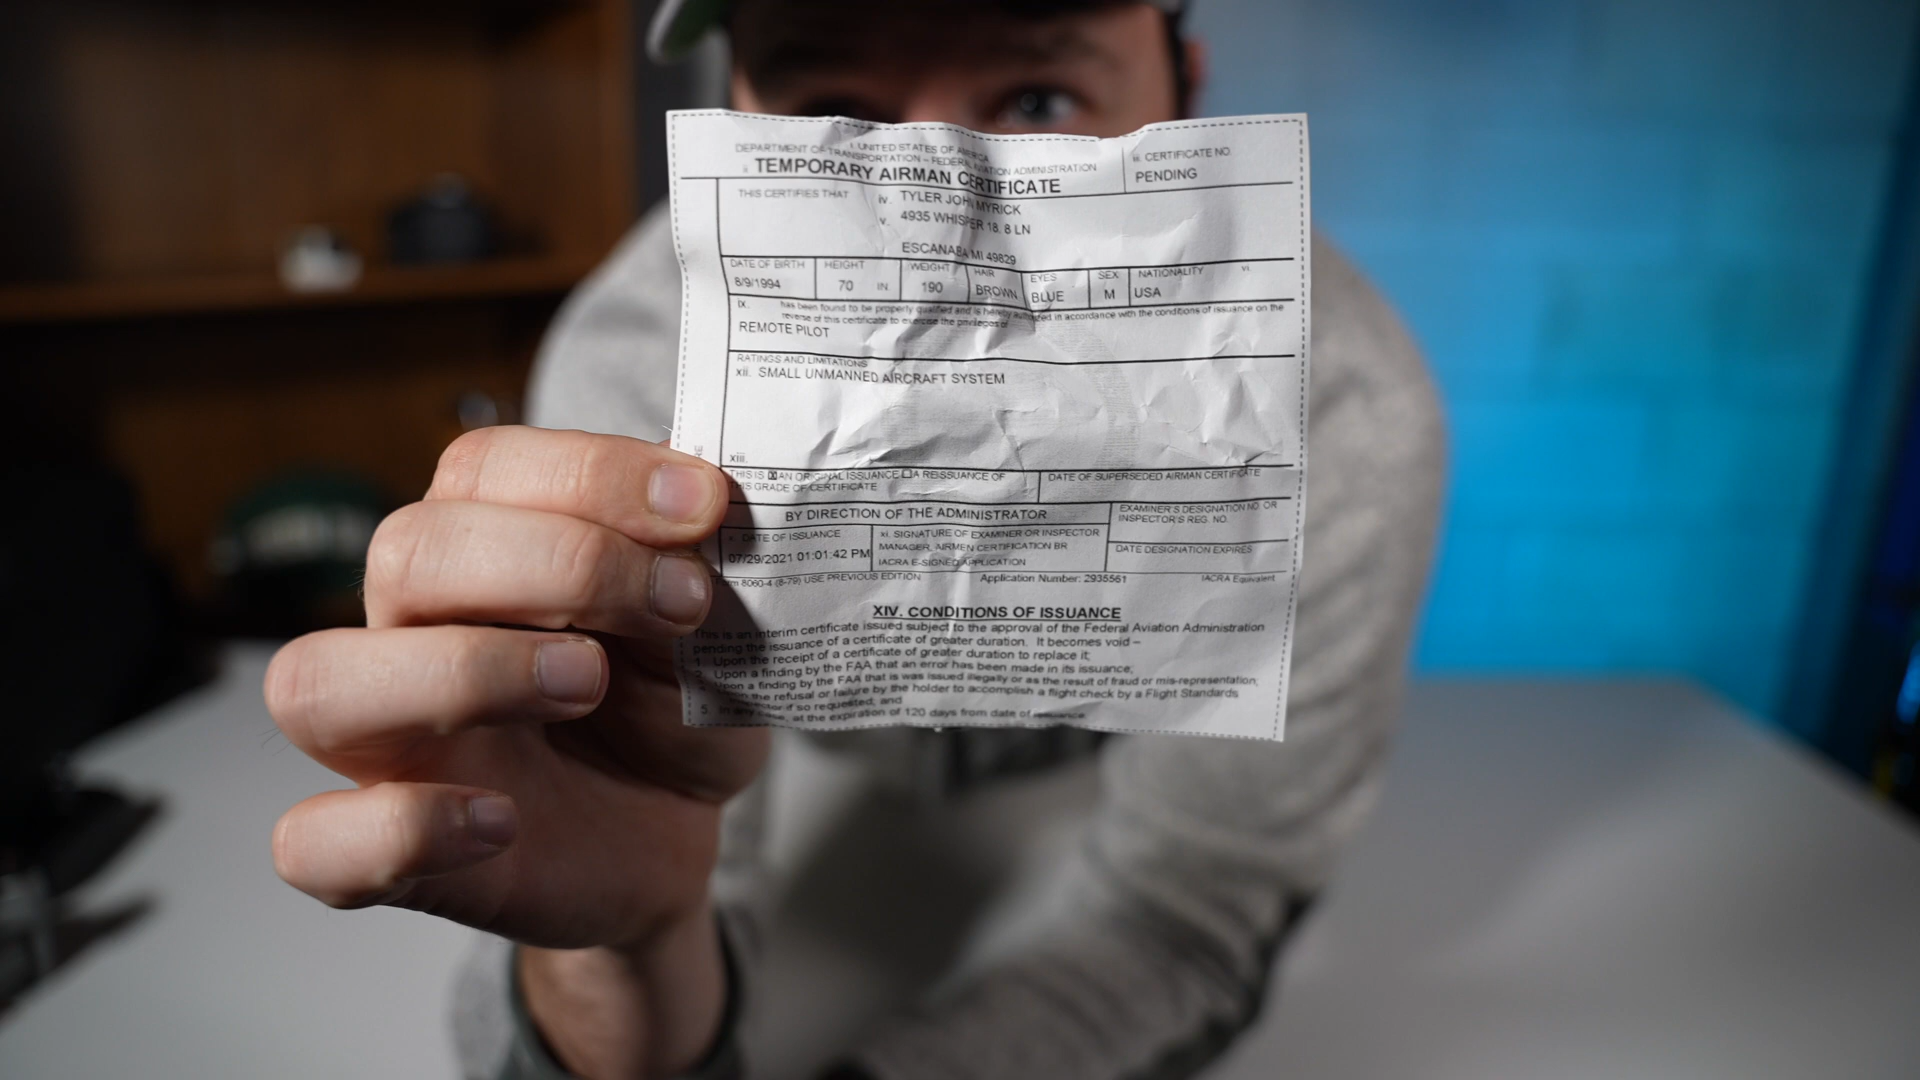 I. UNITED STATES OF AMERICA
DEPARTMENT OF TRANSPORTATION – FEDERAL AVIATION ADMINISTRATION
ii. TEMPORARY AIRMAN CERTIFICATE
iii. CERTIFICATE NO.
PENDING
THIS CERTIFIES THAT
iv. TYLER JOHN MYRICK
v. 4935 WHISPER 18. 8 LN
ESCANABA MI 49829
DATE OF BIRTH HEIGHT WEIGHT HAIR EYES SEX NATIONALITY VI.
8/9/1994 70 IN. 190 BROWN BLUE M USA
IX. has been found to be properly qualified and is hereby authorized in accordance with the conditions of issuance on the
reverse of this certificate to exercise the privileges of
REMOTE PILOT
RATINGS AND LIMITATIONS
xii. SMALL UNMANNED AIRCRAFT SYSTEM
XIII.
THIS IS ☒ AN ORIGINAL ISSUANCE ☐ A REISSUANCE OF
THIS GRADE OF CERTIFICATE
DATE OF SUPERSEDED AIRMAN CERTIFICATE
BY DIRECTION OF THE ADMINISTRATOR
EXAMINER'S DESIGNATION NO. OR
INSPECTOR'S REG. NO.
x. DATE OF ISSUANCE
07/29/2021 01:01:42 PM
xi. SIGNATURE OF EXAMINER OR INSPECTOR
MANAGER, AIRMEN CERTIFICATION BR
IACRA E-SIGNED APPLICATION
DATE DESIGNATION EXPIRES
8060-4 (8-79) USE PREVIOUS EDITION Application Number: 2935561 IACRA Equivalent
XIV. CONDITIONS OF ISSUANCE
This is an interim certificate issued subject to the approval of the Federal Aviation Administration
pending the issuance of a certificate of greater duration. It becomes void –
1. Upon the receipt of a certificate of greater duration to replace it;
2. Upon a finding by the FAA that an error has been made in its issuance;
Upon a finding by the FAA that is was issued illegally or as the result of fraud or mis-representation;
the refusal or failure by the holder to accomplish a flight check by a Flight Standards
if so requested; and
5. In any case, at the expiration of 120 days from date of issuance.